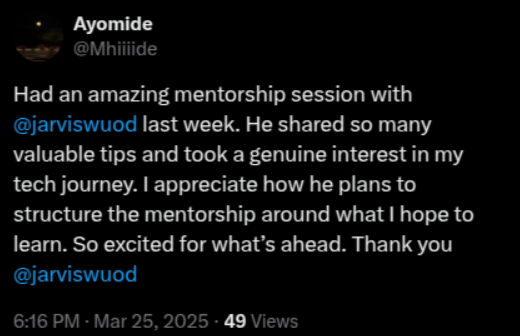 Ayomide
@Mhiiiide
Had an amazing mentorship session with
@jarviswuod last week. He shared so many
valuable tips and took a genuine interest in my
tech journey. I appreciate how he plans to
structure the mentorship around what I hope to
learn. So excited for what’s ahead. Thank you
@jarviswuod
6:16 PM · Mar 25, 2025 · 49 Views